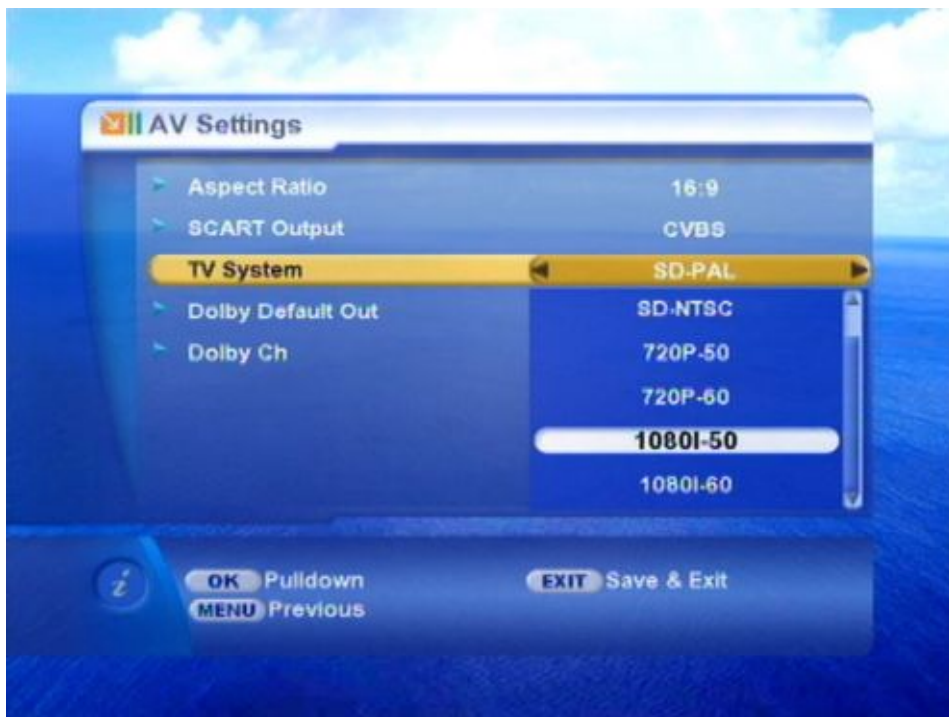 AV Settings
Aspect Ratio 16:9
SCART Output CVBS
TV System SD-PAL
Dolby Default Out SD-NTSC
Dolby Ch 720P-50
720P-60
1080I-50
1080I-60
i OK Pulldown EXIT Save & Exit
MENU Previous